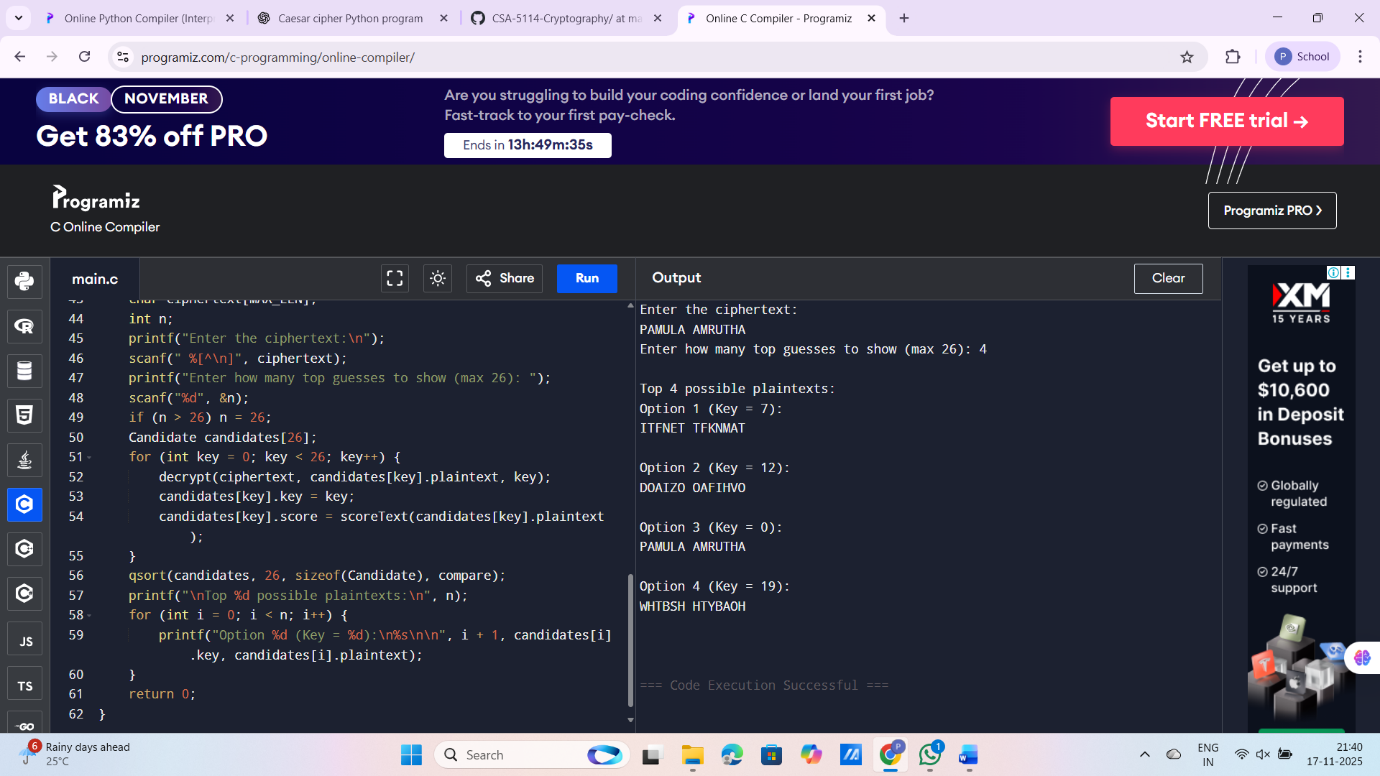 Online Python Compiler (Interp
Caesar cipher Python program
CSA-5114-Cryptography/ at ma
Online C Compiler - Programiz
programiz.com/c-programming/online-compiler/
P School
BLACK NOVEMBER
Get 83% off PRO
Are you struggling to build your coding confidence or land your first job?
Fast-track to your first pay-check.
Ends in 13h:49m:35s
Start FREE trial →
Programiz
C Online Compiler
Programiz PRO >
main.c
Share
Run
Output
Clear
43 char ciphertext[MAX_LEN];
44 int n;
45 printf("Enter the ciphertext:\n");
46 scanf(" %[^\n]", ciphertext);
47 printf("Enter how many top guesses to show (max 26): ");
48 scanf("%d", &n);
49 if (n > 26) n = 26;
50 Candidate candidates[26];
51 for (int key = 0; key < 26; key++) {
52 decrypt(ciphertext, candidates[key].plaintext, key);
53 candidates[key].key = key;
54 candidates[key].score = scoreText(candidates[key].plaintext
);
55 }
56 qsort(candidates, 26, sizeof(Candidate), compare);
57 printf("\nTop %d possible plaintexts:\n", n);
58 for (int i = 0; i < n; i++) {
59 printf("Option %d (Key = %d):\n%s\n\n", i + 1, candidates[i]
.key, candidates[i].plaintext);
60 }
61 return 0;
62 }
Enter the ciphertext:
PAMULA AMRUTHA
Enter how many top guesses to show (max 26): 4
Top 4 possible plaintexts:
Option 1 (Key = 7):
ITFNET TFKNMAT
Option 2 (Key = 12):
DOAIZO OAFIHVO
Option 3 (Key = 0):
PAMULA AMRUTHA
Option 4 (Key = 19):
WHTBSH HTYBAOH
=== Code Execution Successful ===
JS
TS
GO
XM
15 YEARS
Get up to
$10,600
in Deposit
Bonuses
Globally
regulated
Fast
payments
24/7
support
6
Rainy days ahead
25°C
Search
P
1
ENG
IN
21:40
17-11-2025